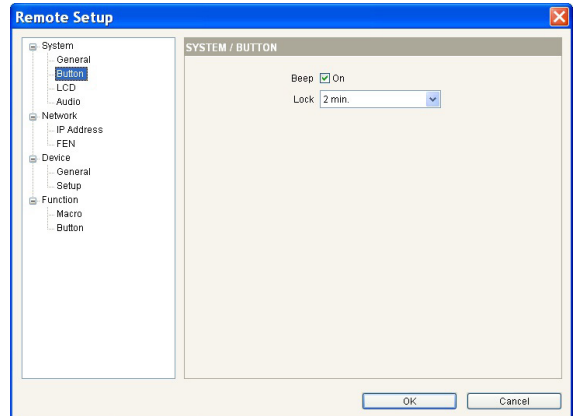 Remote Setup
System
General
Button
LCD
Audio
Network
IP Address
FEN
Device
General
Setup
Function
Macro
Button
SYSTEM / BUTTON
Beep On
Lock 2 min.
OK Cancel